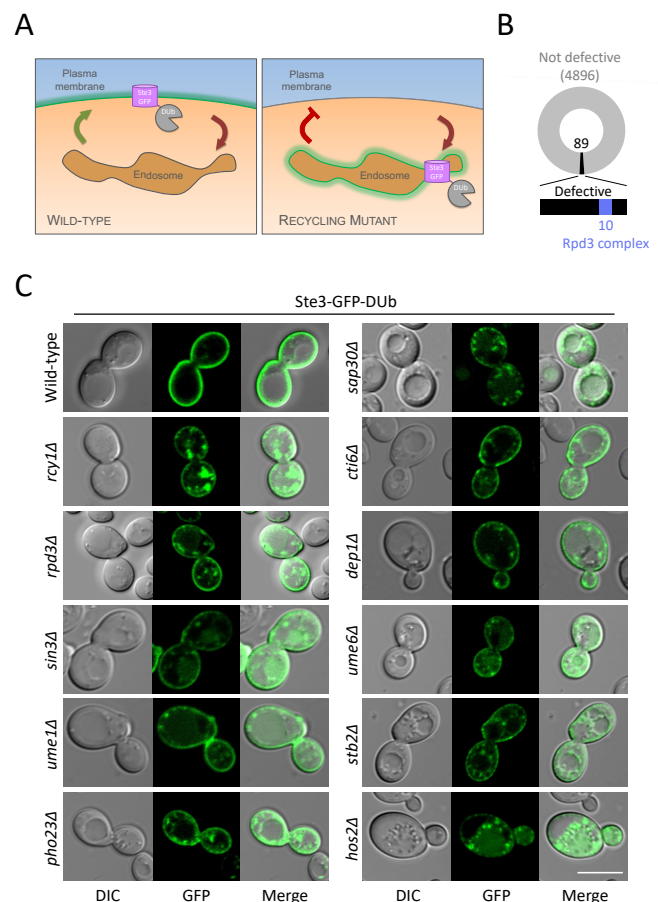 A
Plasma
membrane
Ste3
GFP
DUb
Endosome
WILD-TYPE
Plasma
membrane
Endosome
Ste3
GFP
DUb
RECYCLING MUTANT
B
Not defective
(4896)
89
Defective
10
Rpd3 complex
C
Ste3-GFP-DUb
Wild-type
rcy1Δ
rpd3Δ
sin3Δ
ume1Δ
pho23Δ
DIC GFP Merge
sap30Δ
cti6Δ
dep1Δ
ume6Δ
stb2Δ
hos2Δ
DIC GFP Merge